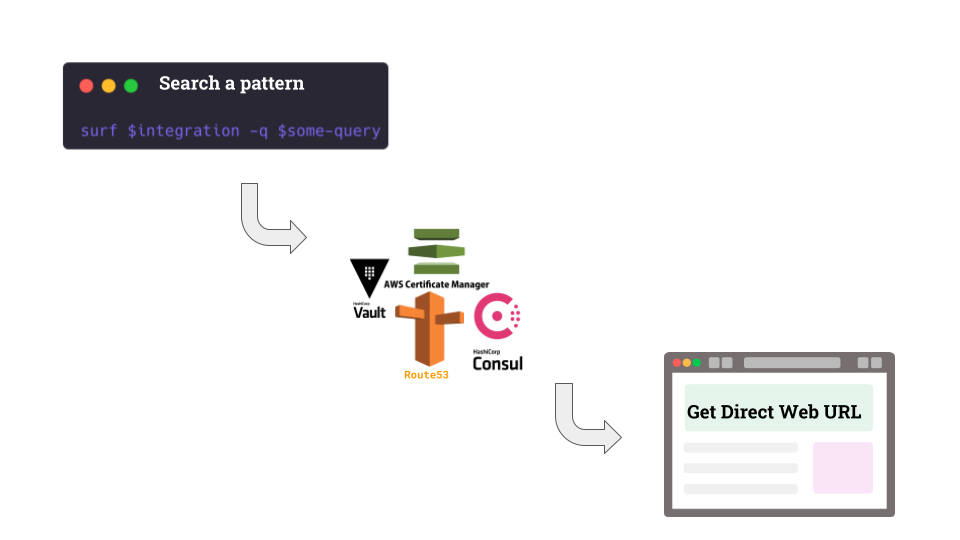 Search a pattern
surf $integration -q $some-query
AWS Certificate Manager
HashiCorp
Vault
HashiCorp
Consul
Route53
Get Direct Web URL